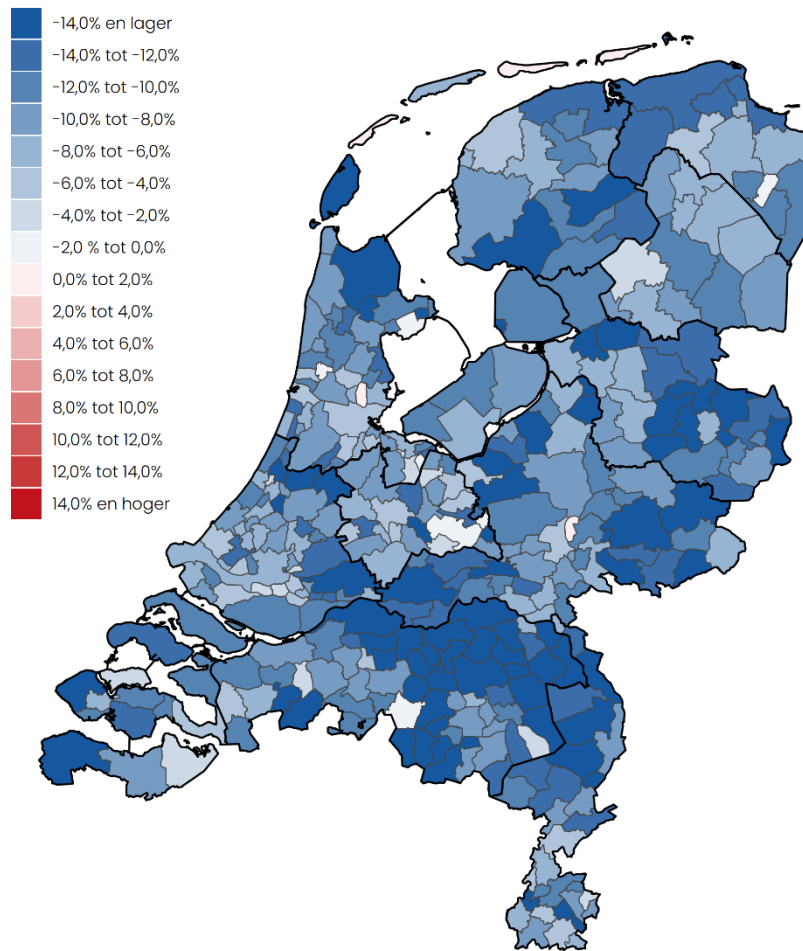 -14,0% en lager
-14,0% tot -12,0%
-12,0% tot -10,0%
-10,0% tot -8,0%
-8,0% tot -6,0%
-6,0% tot -4,0%
-4,0% tot -2,0%
-2,0 % tot 0,0%
0,0% tot 2,0%
2,0% tot 4,0%
4,0% tot 6,0%
6,0% tot 8,0%
8,0% tot 10,0%
10,0% tot 12,0%
12,0% tot 14,0%
14,0% en hoger